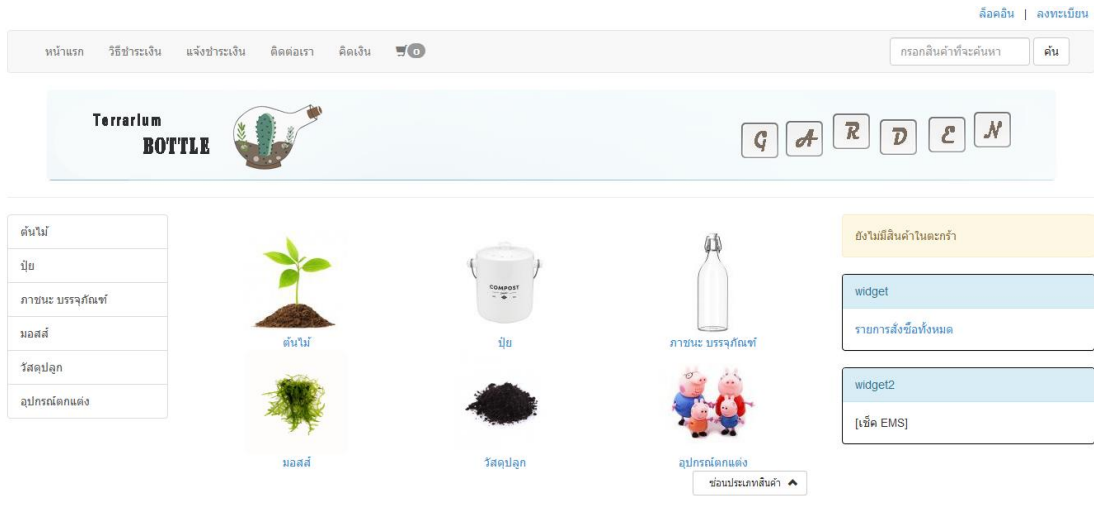 ล็อคอิน | ลงทะเบียน
หน้าแรก วิธีชำระเงิน แจ้งชำระเงิน ติดต่อเรา คิดเงิน 0 กรอกสินค้าที่จะค้นหา ค้น
Terrarium
BOTTLE
G A R D E N
ต้นไม้
ปุ๋ย
ภาชนะ บรรจุภัณฑ์
มอสส์
วัสดุปลูก
อุปกรณ์ตกแต่ง
COMPOST
ต้นไม้ ปุ๋ย ภาชนะ บรรจุภัณฑ์
มอสส์ วัสดุปลูก อุปกรณ์ตกแต่ง
ซ่อนประเภทสินค้า
ยังไม่มีสินค้าในตะกร้า
widget
รายการสั่งซื้อทั้งหมด
widget2
[เช็ค EMS]